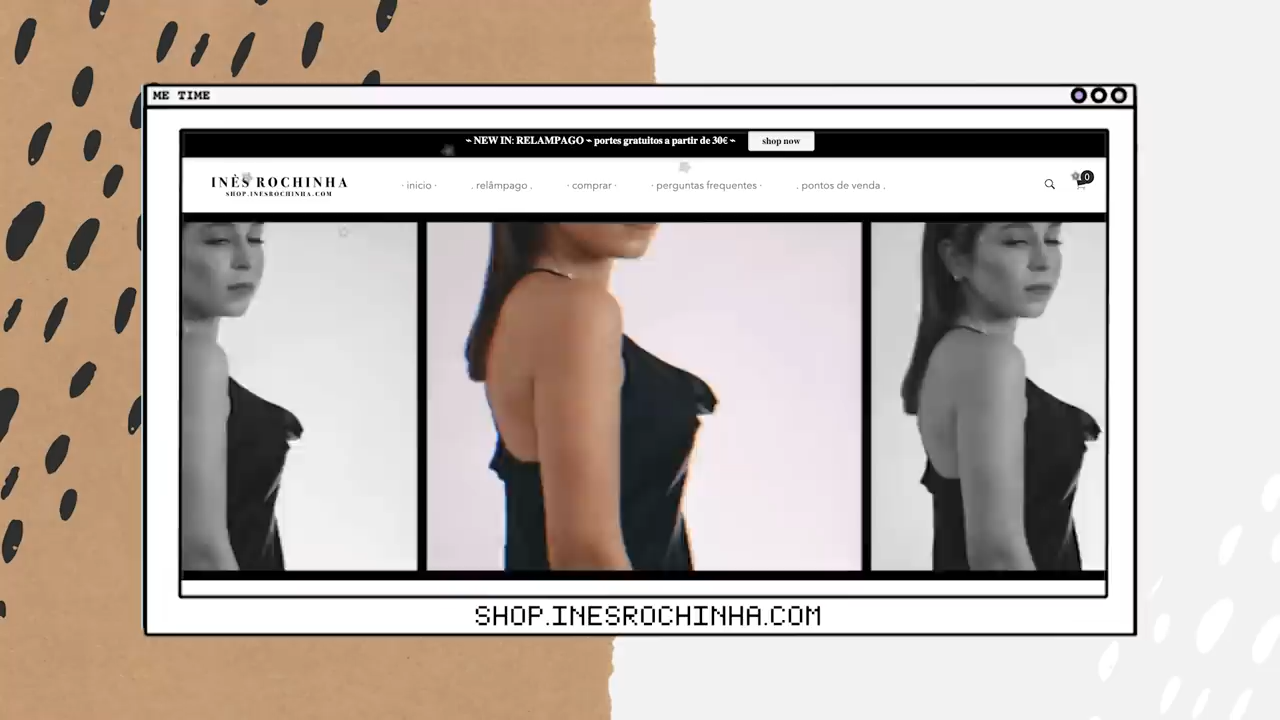 ME TIME
~ NEW IN: RELAMPAGO ~ portes gratuitos a partir de 30€ ~ shop now
INÈS ROCHINHA
SHOP.INESROCHINHA.COM
· inicio · . relâmpago . · comprar · · perguntas frequentes · . pontos de venda .
0
SHOP.INESROCHINHA.COM